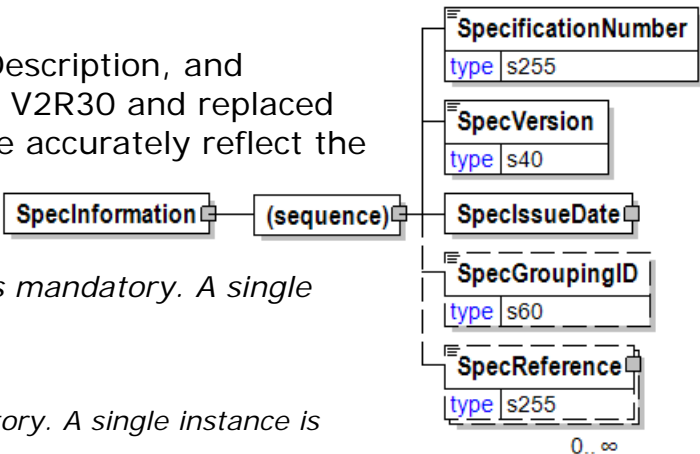 SpecificationNumber
type s255
Description, and
V2R30 and replaced
SpecVersion
e accurately reflect the
type s40
SpecInformation (sequence) SpecIssueDate
SpecGroupingID
s mandatory. A single
type s60
SpecReference
type s255
tory. A single instance is
0..∞